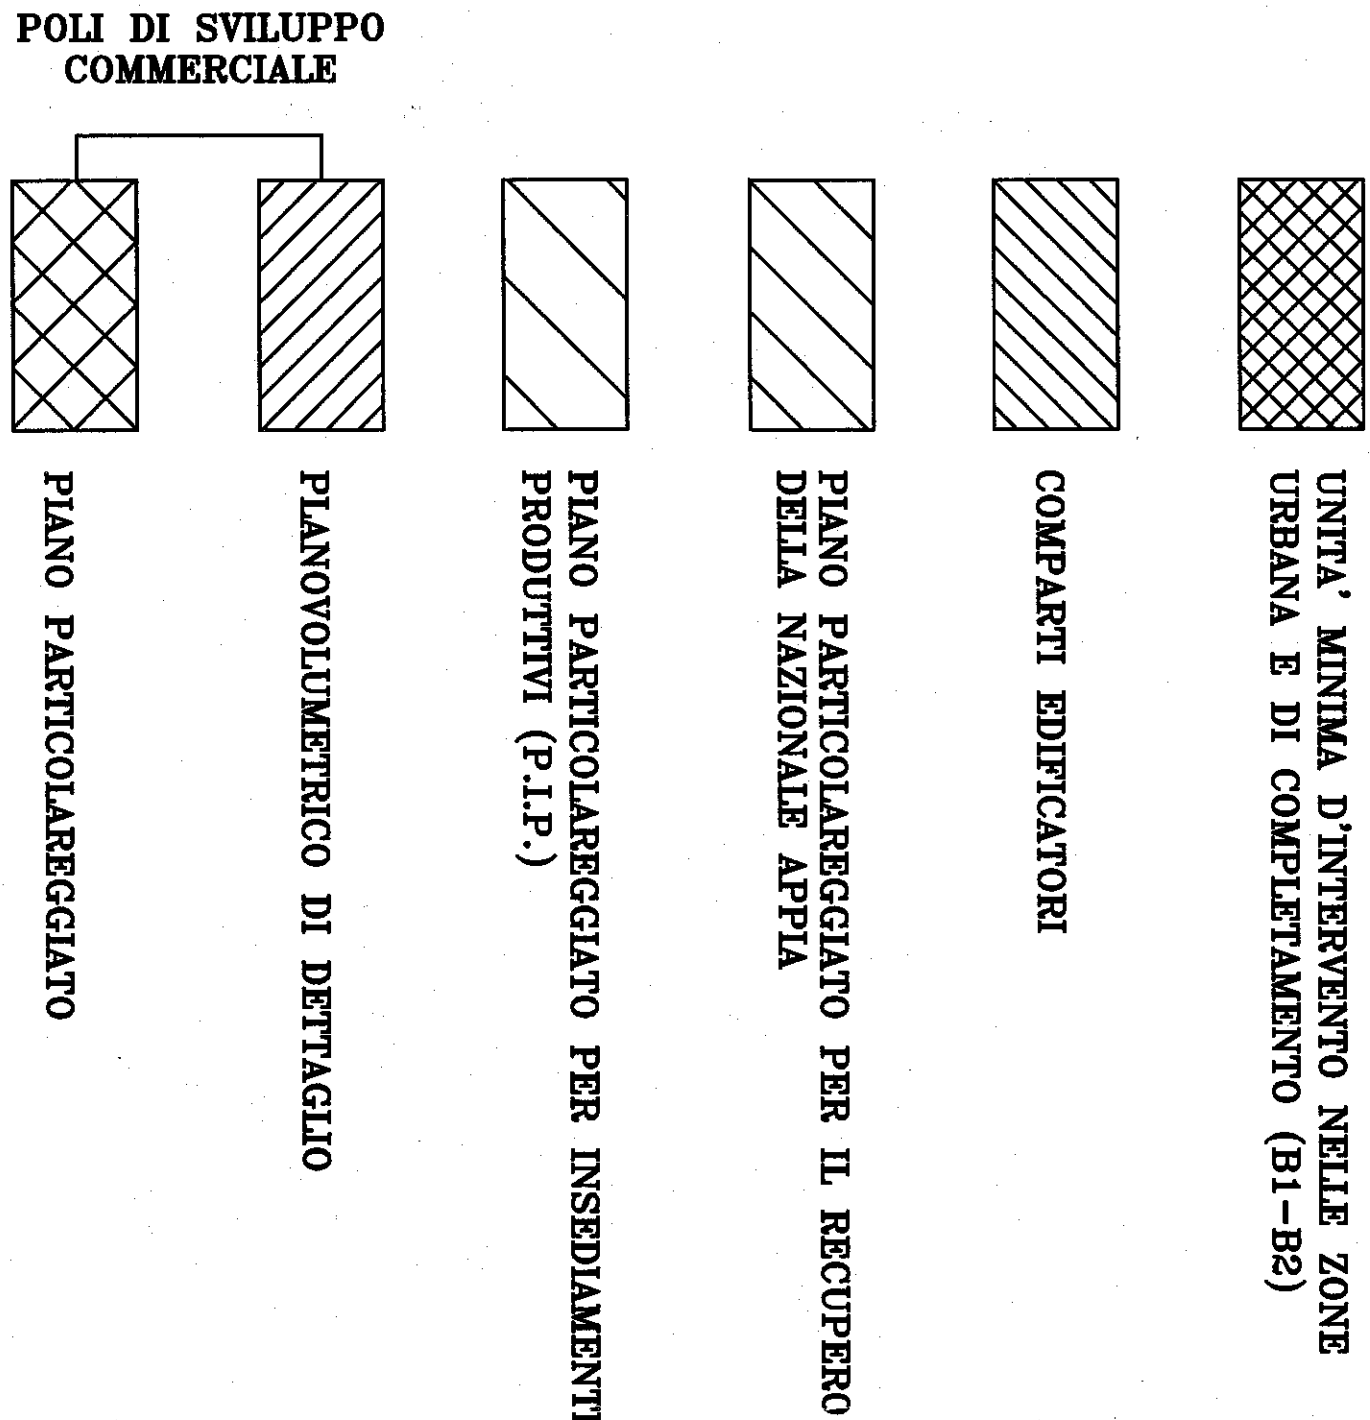 POLI DI SVILUPPO
COMMERCIALE
UNITA' MINIMA D'INTERVENTO NELLE ZONE
URBANA E DI COMPLETAMENTO (B1-B2)
COMPARTI EDIFICATORI
PIANO PARTICOLAREGGIATO PER IL RECUPERO
DELLA NAZIONALE APPIA
PIANO PARTICOLAREGGIATO PER INSEDIAMENTI
PRODUTTIVI (P.I.P.)
PLANOVOLUMETRICO DI DETTAGLIO
PIANO PARTICOLAREGGIATO